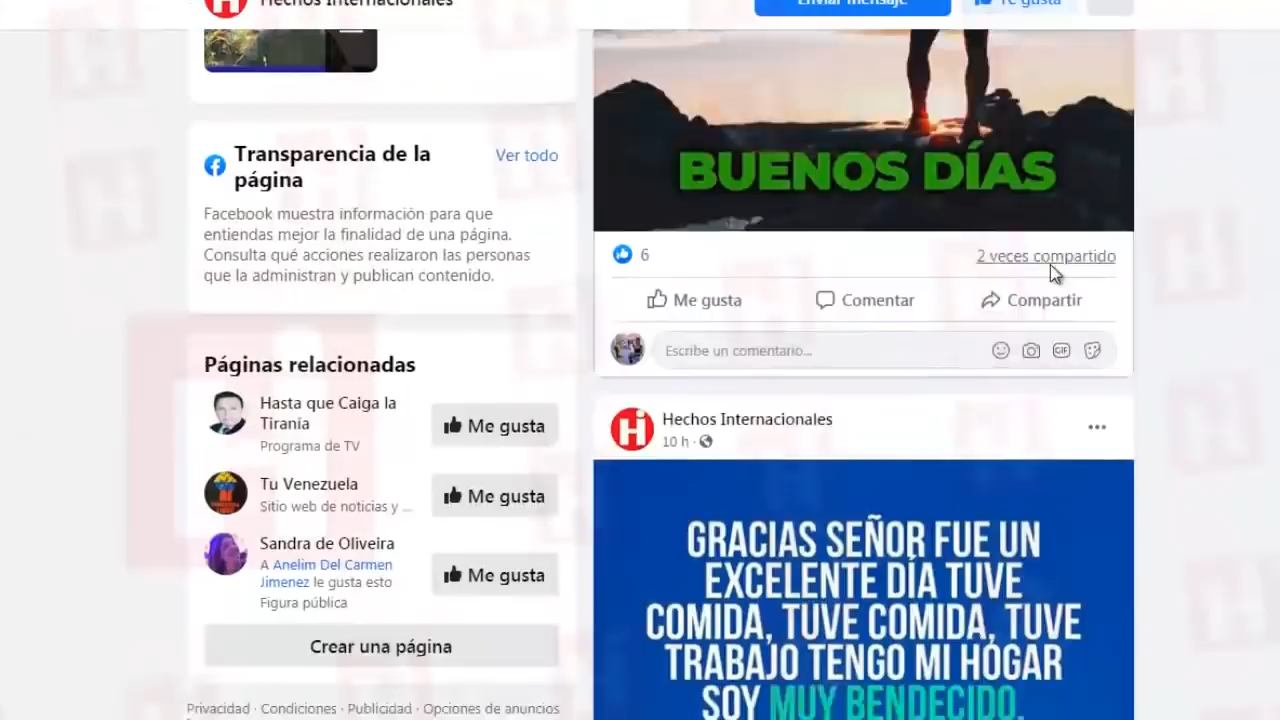 Hechos Internacionales
Enviar mensaje
Te gusta
Transparencia de la
página
Ver todo
Facebook muestra información para que
entiendas mejor la finalidad de una página.
Consulta qué acciones realizaron las personas
que la administran y publican contenido.
Páginas relacionadas
Hasta que Caiga la
Tiranía
Programa de TV
Me gusta
Tu Venezuela
Sitio web de noticias y ...
Me gusta
Sandra de Oliveira
A Anelim Del Carmen
Jimenez le gusta esto
Figura pública
Me gusta
Crear una página
Privacidad · Condiciones · Publicidad · Opciones de anuncios
BUENOS DÍAS
6
2 veces compartido
Me gusta
Comentar
Compartir
Escribe un comentario...
GIF
Hechos Internacionales
10 h ·
GRACIAS SEÑOR FUE UN
EXCELENTE DÍA TUVE
COMIDA, TUVE COMIDA, TUVE
TRABAJO TENGO MI HOGAR
SOY MUY BENDECIDO.